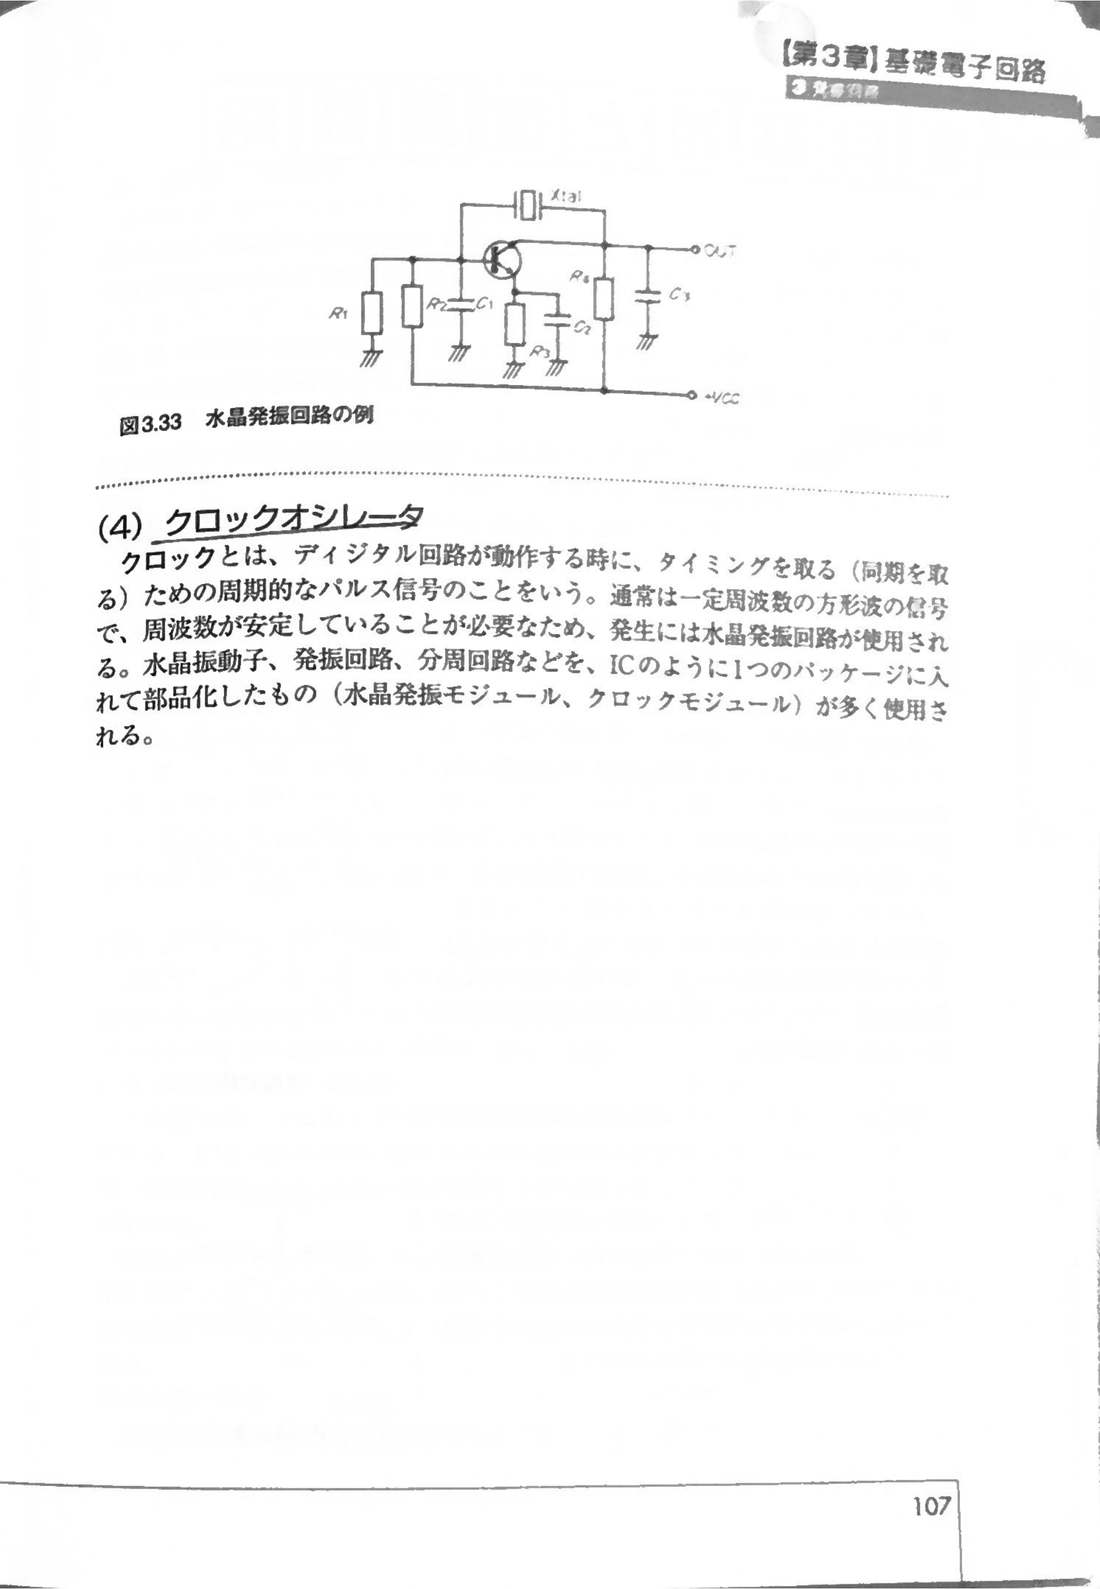 【第3章】基礎電子回路
3 発振回路
Xtal
OUT
R1
R2
C1
R3
C2
C3
+VCC
図3.33 水晶発振回路の例
(4) クロックオシレータ
クロックとは、ディジタル回路が動作する時に、タイミングを取る（同期を取
る）ための周期的なパルス信号のことをいう。通常は一定周波数の方形波の信号
で、周波数が安定していることが必要なため、発生には水晶発振回路が使用され
る。水晶振動子、発振回路、分周回路などを、ICのように1つのパッケージに入
れて部品化したもの（水晶発振モジュール、クロックモジュール）が多く使用さ
れる。
107